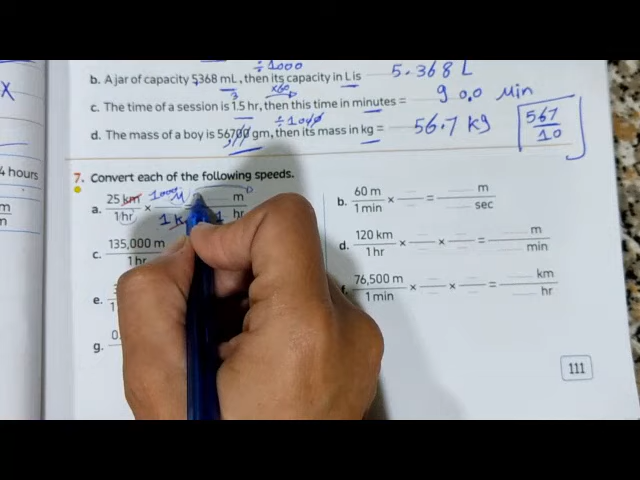 ÷1000
b. A jar of capacity 5368 mL, then its capacity in L is 5.368 L
×60
c. The time of a session is 1.5 hr, then this time in minutes = 90.0 Min
÷1000
d. The mass of a boy is 56700 gm, then its mass in kg = 56.7 kg
567
10
X
4 hours
m
n
7. Convert each of the following speeds.
a. 25 km / 1 hr × 1000 M / 1 k = m / 1 hr
b. 60 m / 1 min × — = m / sec
c. 135,000 m / 1 hr
d. 120 km / 1 hr × — × — = m / min
e.
f. 76,500 m / 1 min × — × — = km / hr
g. 0
111